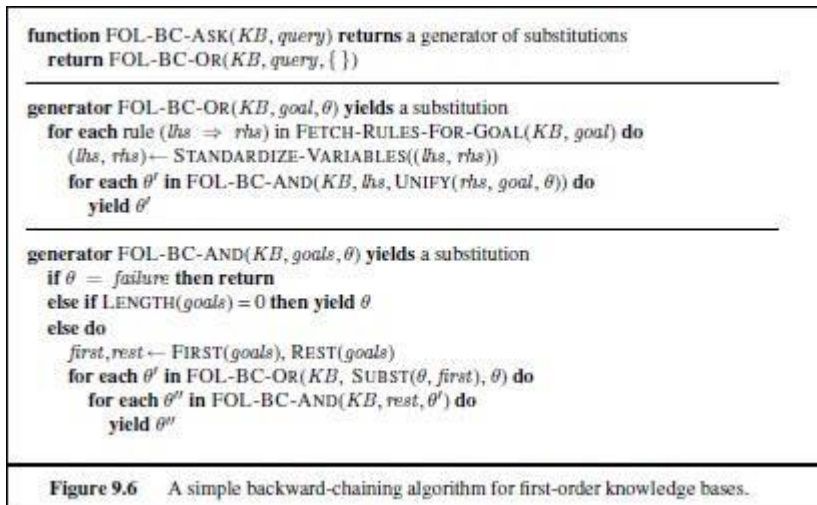 function FOL-BC-ASK(KB, query) returns a generator of substitutions
return FOL-BC-OR(KB, query, { })
generator FOL-BC-OR(KB, goal, θ) yields a substitution
for each rule (lhs ⇒ rhs) in FETCH-RULES-FOR-GOAL(KB, goal) do
(lhs, rhs) ← STANDARDIZE-VARIABLES((lhs, rhs))
for each θ′ in FOL-BC-AND(KB, lhs, UNIFY(rhs, goal, θ)) do
yield θ′
generator FOL-BC-AND(KB, goals, θ) yields a substitution
if θ = failure then return
else if LENGTH(goals) = 0 then yield θ
else do
first,rest ← FIRST(goals), REST(goals)
for each θ′ in FOL-BC-OR(KB, SUBST(θ, first), θ) do
for each θ″ in FOL-BC-AND(KB, rest, θ′) do
yield θ″
Figure 9.6 A simple backward-chaining algorithm for first-order knowledge bases.